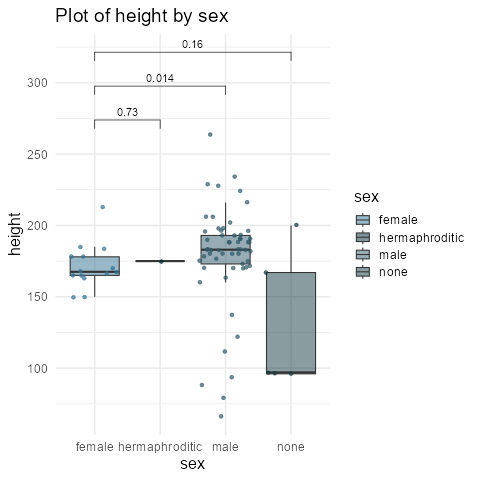 Plot of height by sex
0.16
0.014
0.73
300
250
200
150
100
height
female hermaphroditic male none
sex
sex
female
hermaphroditic
male
none